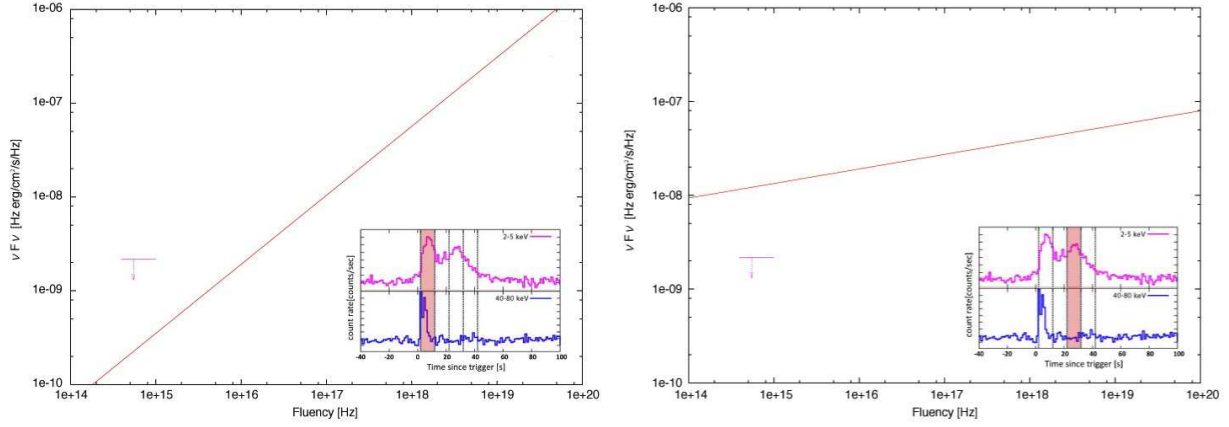 1e-06
1e-07
1e-08
1e-09
1e-10
ν F ν [Hz erg/cm²/s/Hz]
1e+14 1e+15 1e+16 1e+17 1e+18 1e+19 1e+20
Fluency [Hz]
2-5 keV
40-80 keV
count rate[counts/sec]
-40 -20 0 20 40 60 80 100
Time since trigger [s]
1e-06
1e-07
1e-08
1e-09
1e-10
ν F ν [Hz erg/cm²/s/Hz]
1e+14 1e+15 1e+16 1e+17 1e+18 1e+19 1e+20
Fluency [Hz]
2-5 keV
40-80 keV
count rate[counts/sec]
-40 -20 0 20 40 60 80 100
Time since trigger [s]